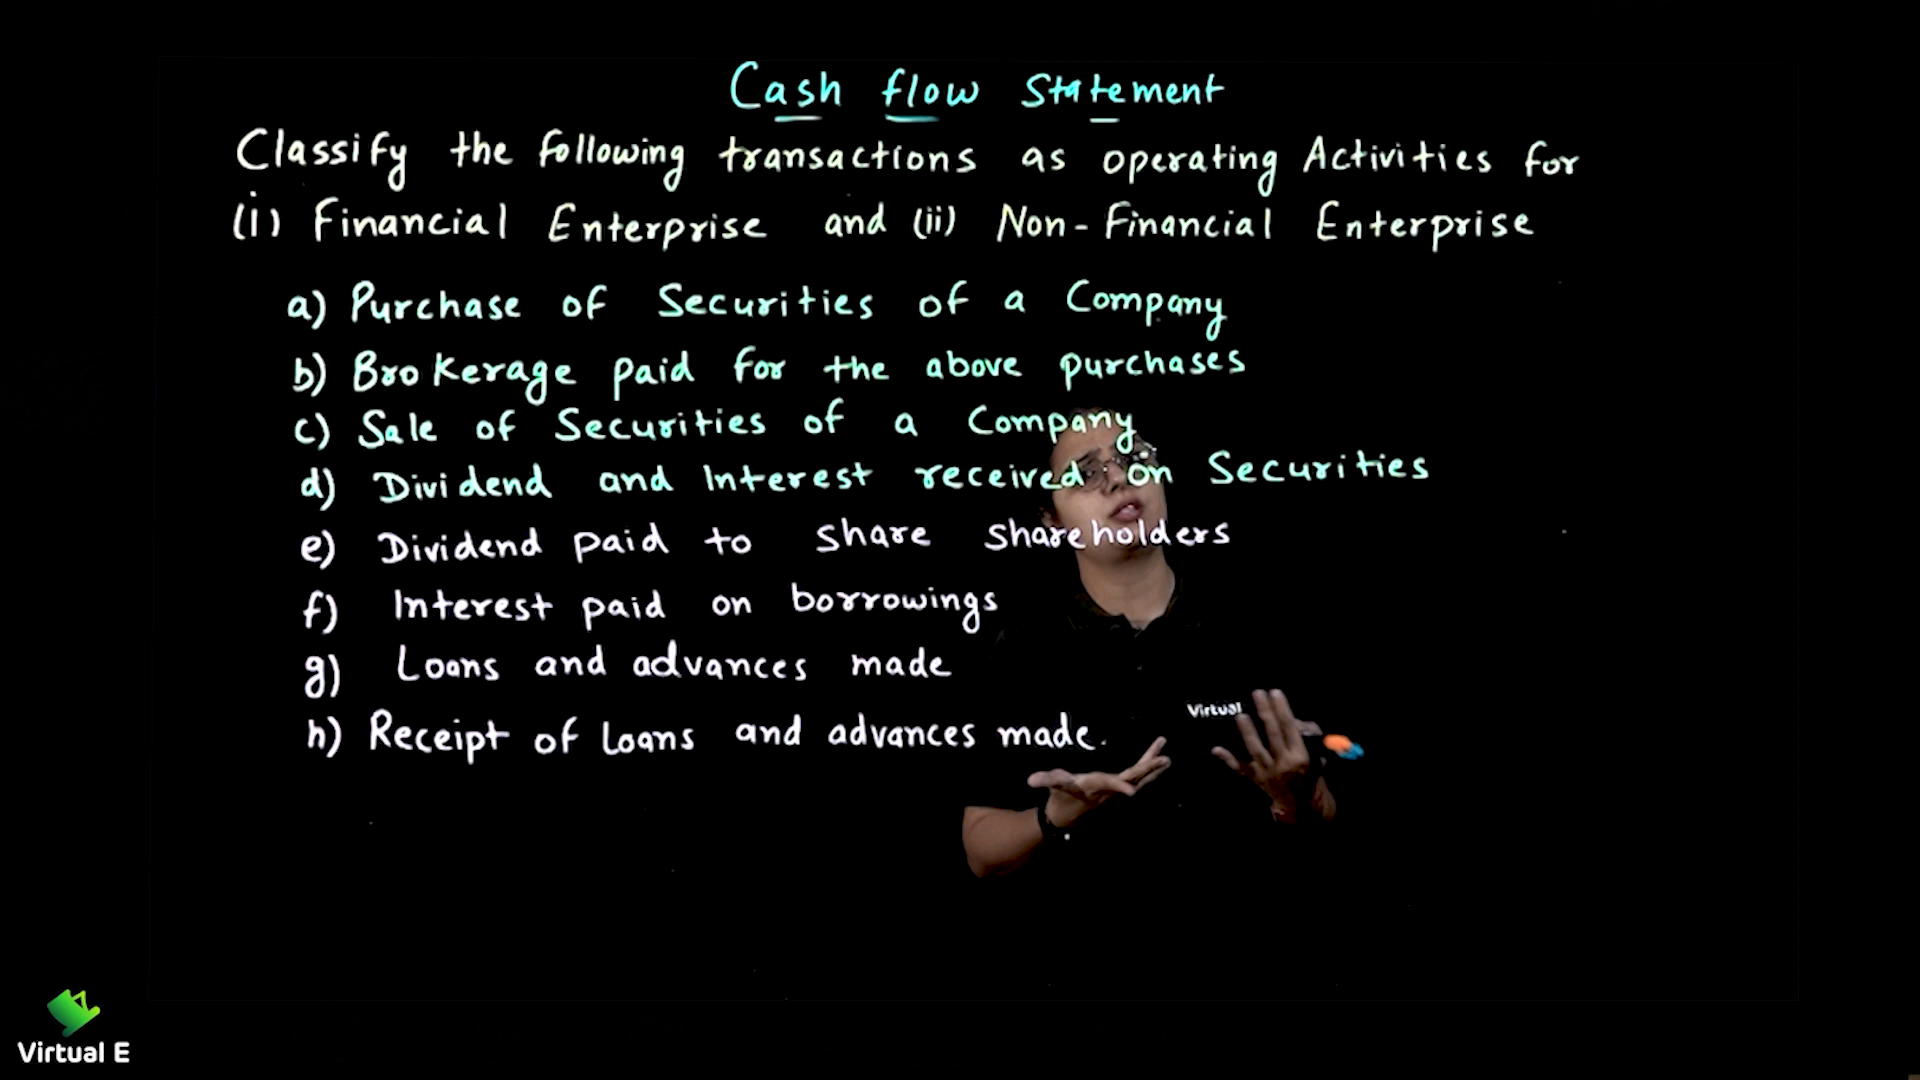 Cash flow Statement
Classify the following transactions as operating Activities for
(i) Financial Enterprise and (ii) Non-Financial Enterprise
a) Purchase of Securities of a Company
b) Brokerage paid for the above purchases
c) Sale of Securities of a Company
d) Dividend and Interest received on Securities
e) Dividend paid to share shareholders
f) Interest paid on borrowings
g) Loans and advances made
h) Receipt of Loans and advances made.
Virtual
Virtual E